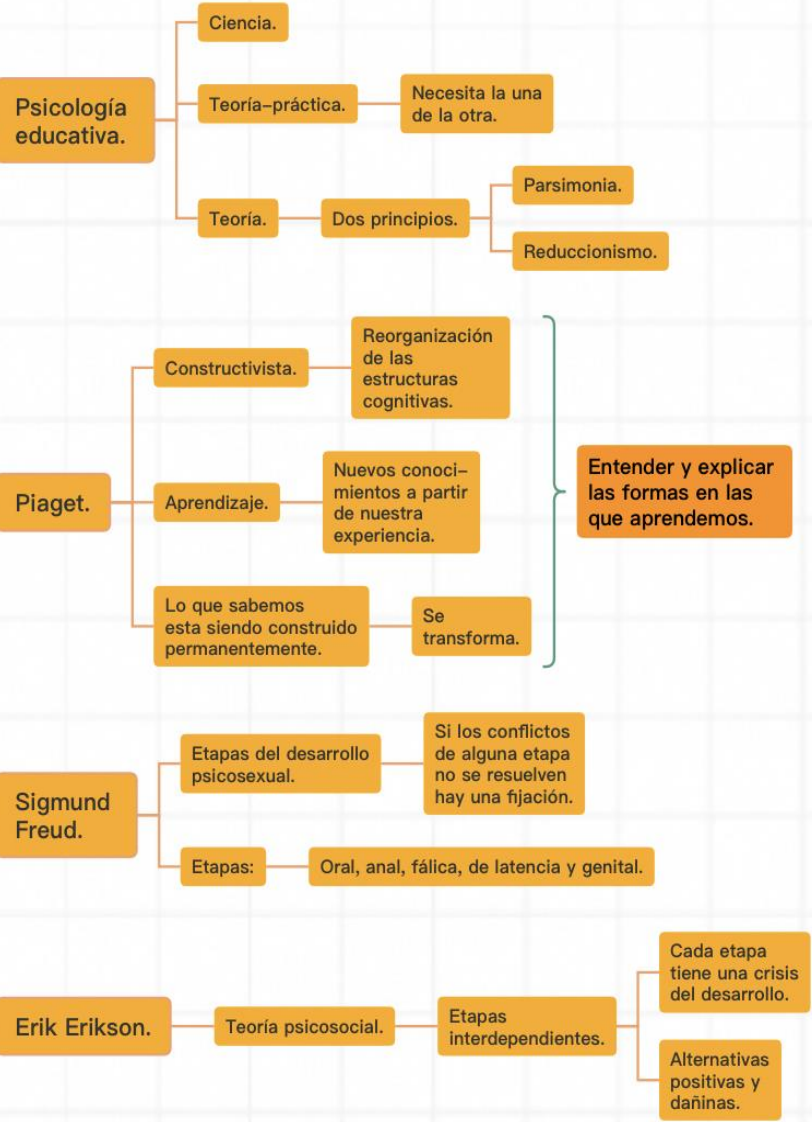 Ciencia.
Psicología
educativa.
Teoría–práctica.
Necesita la una
de la otra.
Teoría.
Dos principios.
Parsimonia.
Reduccionismo.
Piaget.
Constructivista.
Reorganización
de las
estructuras
cognitivas.
Aprendizaje.
Nuevos conoci–
mientos a partir
de nuestra
experiencia.
Lo que sabemos
esta siendo construido
permanentemente.
Se
transforma.
Entender y explicar
las formas en las
que aprendemos.
Sigmund
Freud.
Etapas del desarrollo
psicosexual.
Si los conflictos
de alguna etapa
no se resuelven
hay una fijación.
Etapas:
Oral, anal, fálica, de latencia y genital.
Erik Erikson.
Teoría psicosocial.
Etapas
interdependientes.
Cada etapa
tiene una crisis
del desarrollo.
Alternativas
positivas y
dañinas.